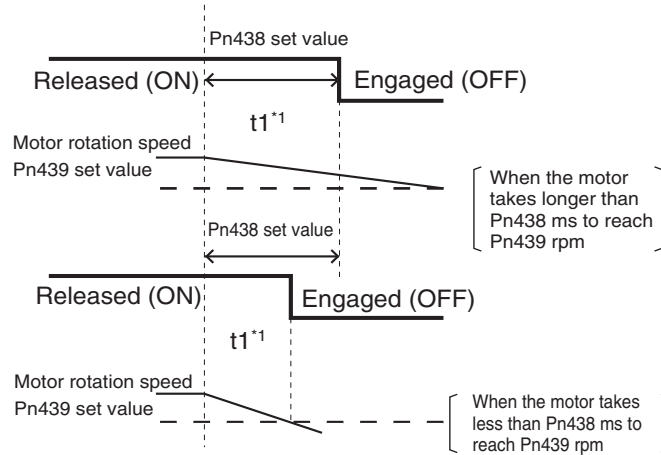 Pn438 set value
Released (ON)
Engaged (OFF)
t1*1
Motor rotation speed
Pn439 set value
When the motor
takes longer than
Pn438 ms to reach
Pn439 rpm
Pn438 set value
Released (ON)
Engaged (OFF)
t1*1
Motor rotation speed
Pn439 set value
When the motor takes
less than Pn438 ms to
reach Pn439 rpm